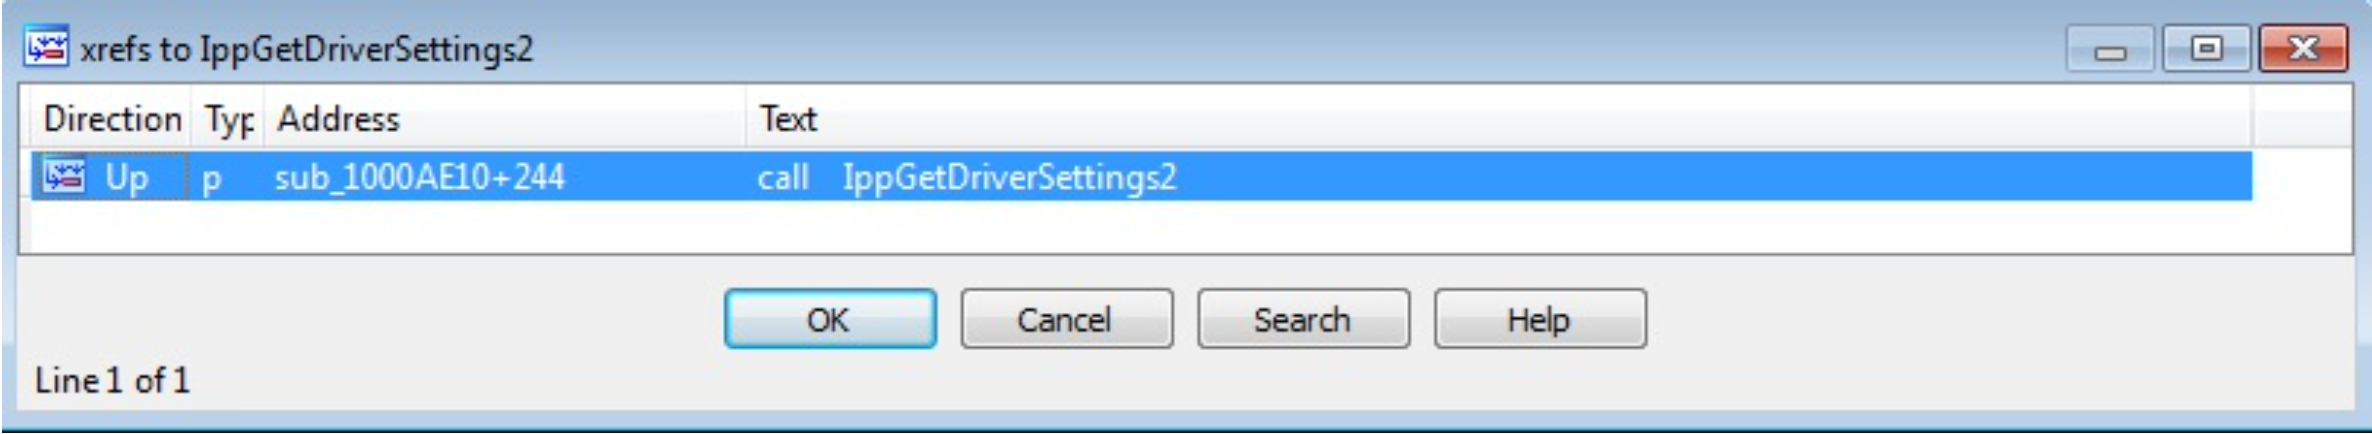 xrefs to IppGetDriverSettings2
Direction Typ Address Text
Up p sub_1000AE10+244 call IppGetDriverSettings2
OK Cancel Search Help
Line 1 of 1